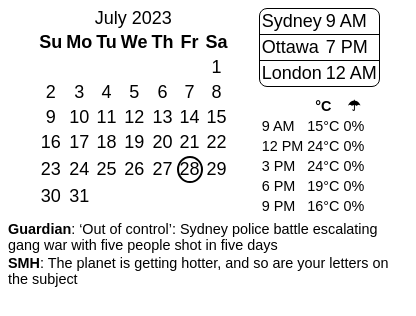 July 2023
Su Mo Tu We Th Fr Sa
1
2 3 4 5 6 7 8
9 10 11 12 13 14 15
16 17 18 19 20 21 22
23 24 25 26 27 28 29
30 31
Sydney 9 AM
Ottawa 7 PM
London 12 AM
°C ☂
9 AM 15°C 0%
12 PM 24°C 0%
3 PM 24°C 0%
6 PM 19°C 0%
9 PM 16°C 0%
Guardian: ‘Out of control’: Sydney police battle escalating
gang war with five people shot in five days
SMH: The planet is getting hotter, and so are your letters on
the subject